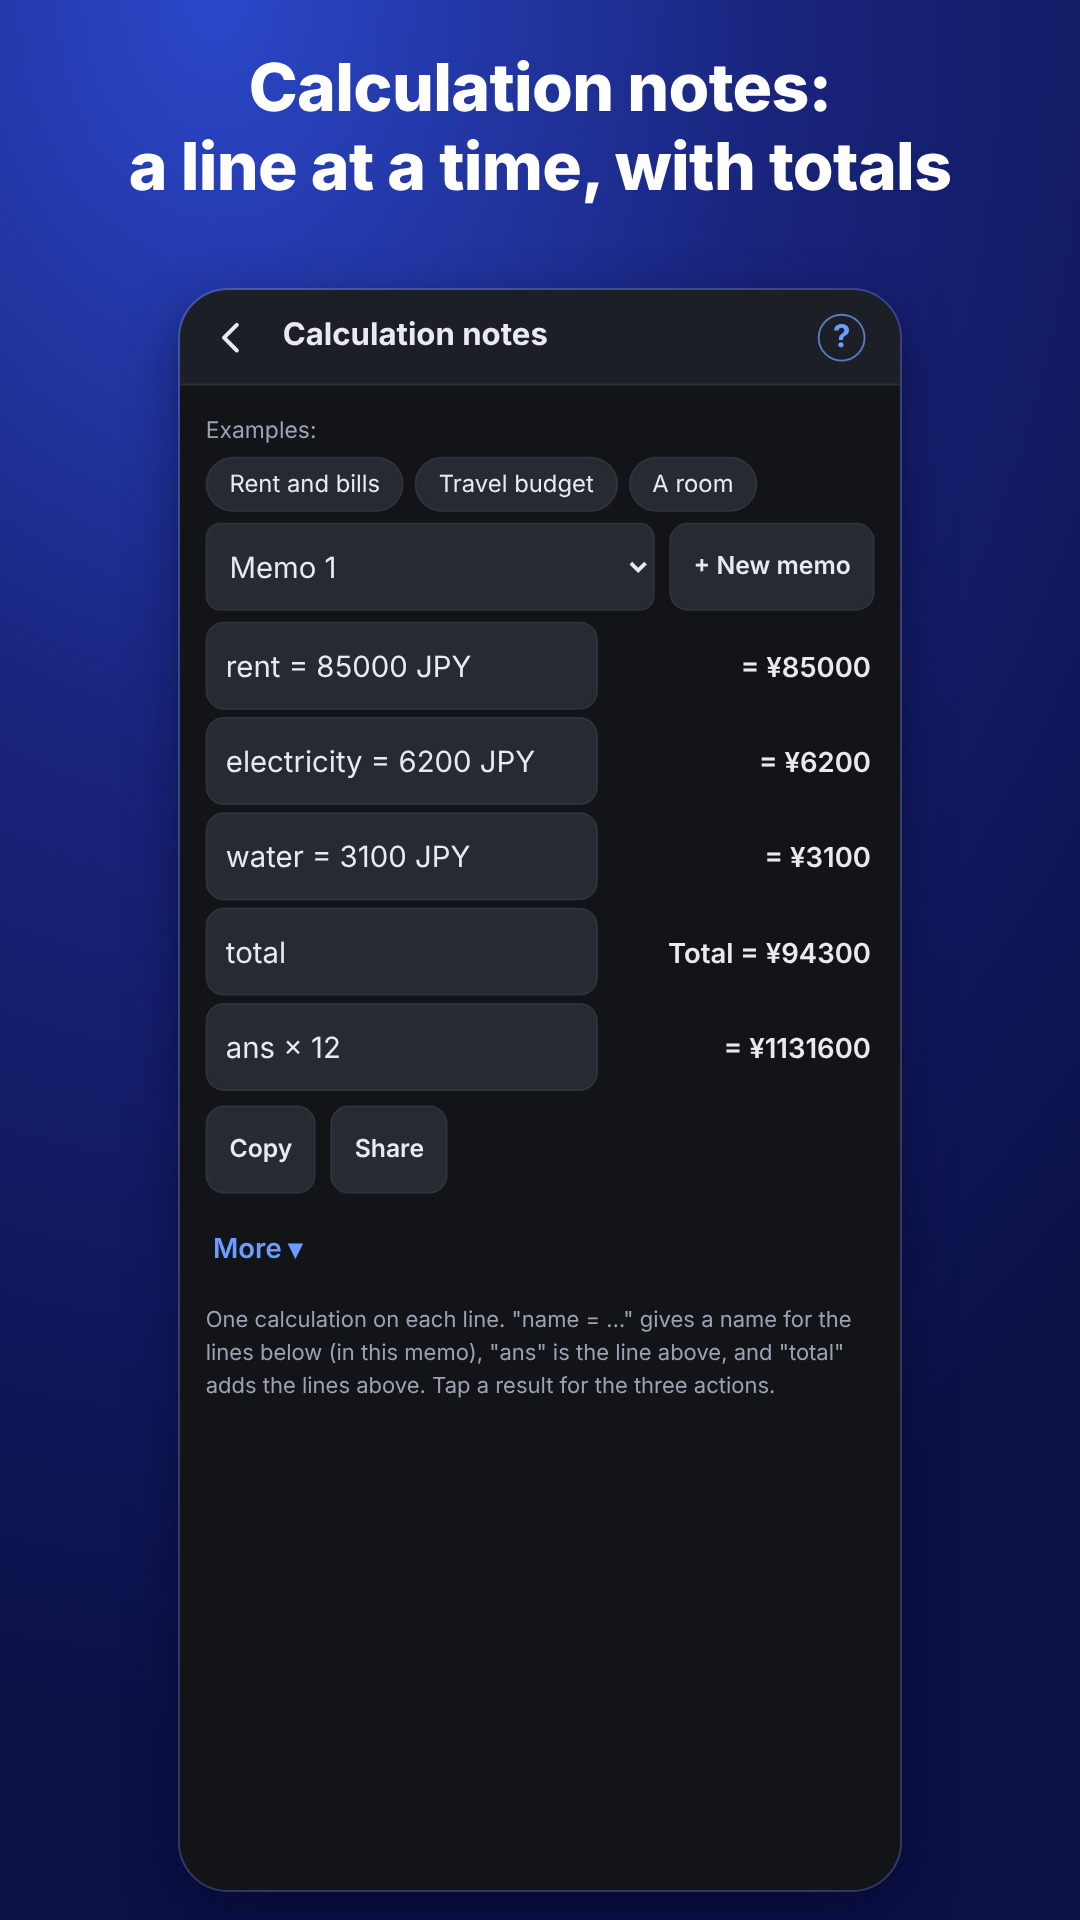 Calculation notes:
a line at a time, with totals
Calculation notes
?
Examples:
Rent and bills
Travel budget
A room
Memo 1
+ New memo
rent = 85000 JPY
= ¥85000
electricity = 6200 JPY
= ¥6200
water = 3100 JPY
= ¥3100
total
Total = ¥94300
ans × 12
= ¥1131600
Copy
Share
More ▾
One calculation on each line. "name = ..." gives a name for the
lines below (in this memo), "ans" is the line above, and "total"
adds the lines above. Tap a result for the three actions.